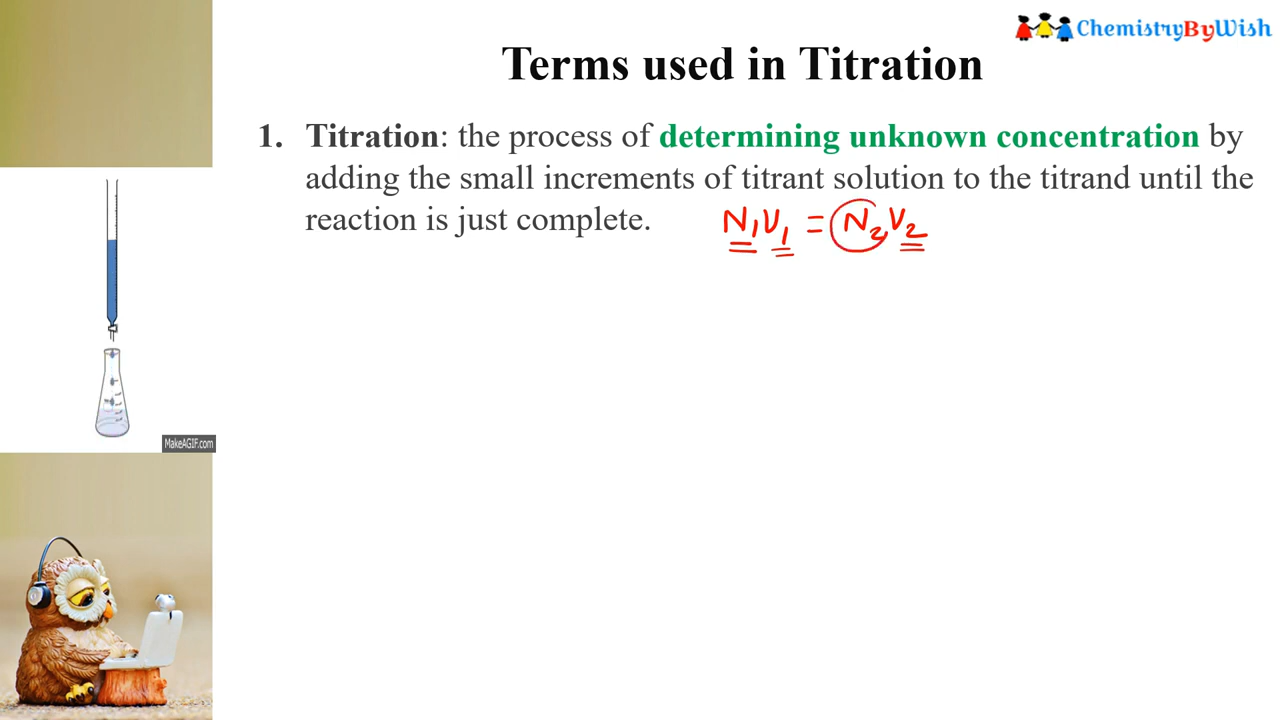 ChemistryByWish
Terms used in Titration
1. Titration: the process of determining unknown concentration by
adding the small increments of titrant solution to the titrand until the
reaction is just complete.
N₁V₁ = N₂V₂
MakeAGIF.com